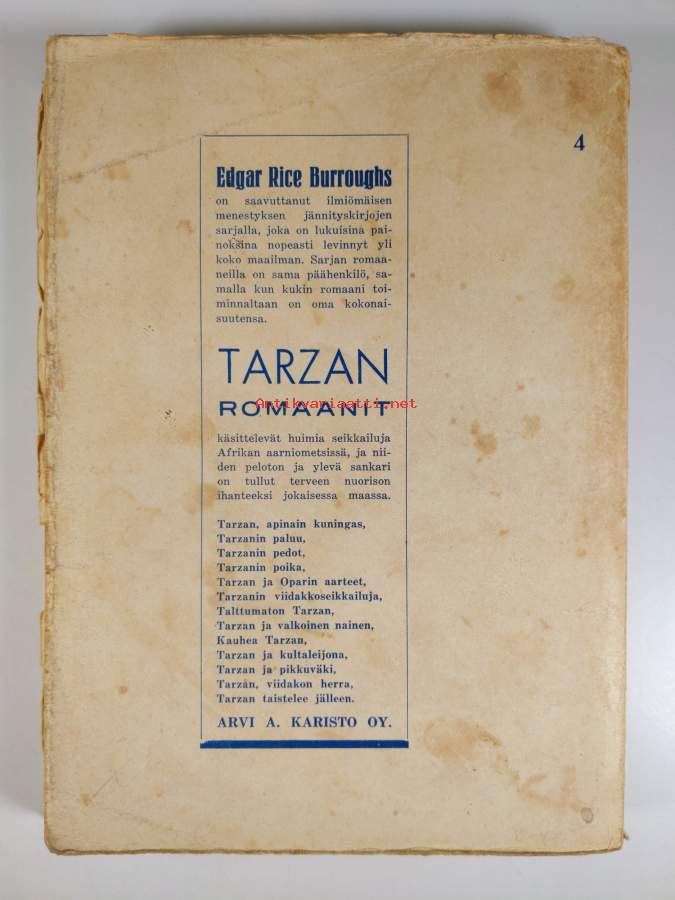 4
Edgar Rice Burroughs
on saavuttanut ilmiömäisen
menestyksen jännityskirjojen
sarjalla, joka on lukuisina pai-
noksina nopeasti levinnyt yli
koko maailman. Sarjan romaa-
neilla on sama päähenkilö, sa-
malla kun kukin romaani toi-
minnaltaan on oma kokonai-
suutensa.
TARZAN
ROMAANIT
Antikvariaatti.net
käsittelevät huimia seikkailuja
Afrikan aarniometsissä, ja nii-
den peloton ja ylevä sankari
on tullut terveen nuorison
ihanteeksi jokaisessa maassa.
Tarzan, apinain kuningas,
Tarzanin paluu,
Tarzanin pedot,
Tarzanin poika,
Tarzan ja Oparin aarteet,
Tarzanin viidakkoseikkailuja,
Talttumaton Tarzan,
Tarzan ja valkoinen nainen,
Kauhea Tarzan,
Tarzan ja kultaleijona,
Tarzan ja pikkuväki,
Tarzan, viidakon herra,
Tarzan taistelee jälleen.
ARVI A. KARISTO OY.